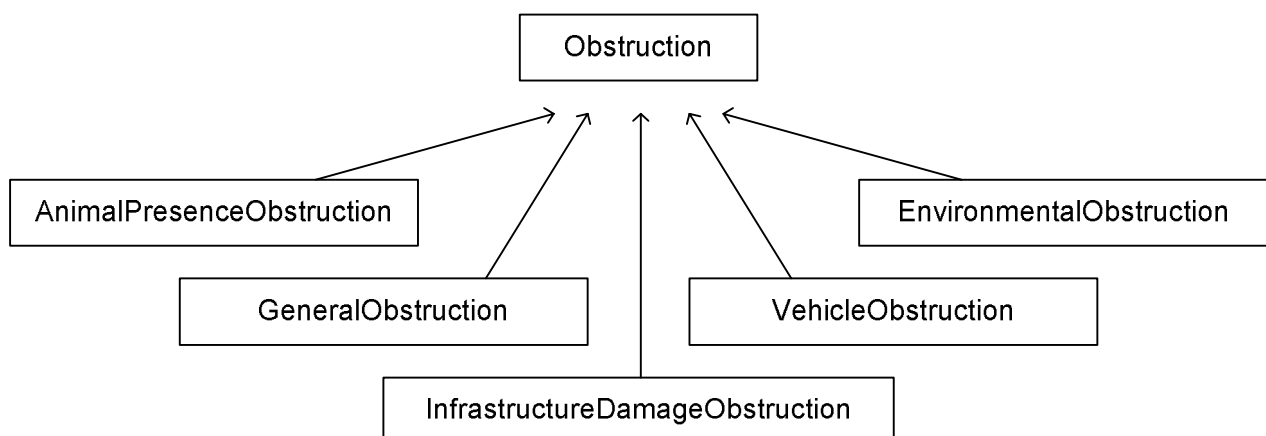 Obstruction
AnimalPresenceObstruction
EnvironmentalObstruction
GeneralObstruction
VehicleObstruction
InfrastructureDamageObstruction